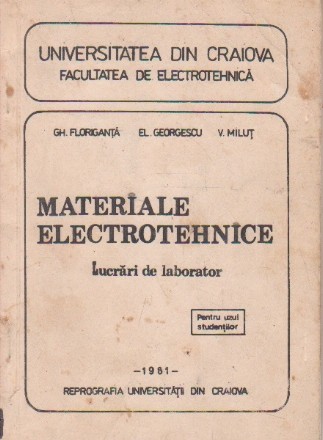 UNIVERSITATEA DIN CRAIOVA
FACULTATEA DE ELECTROTEHNICĂ
GH. FLORIGANȚĂ EL. GEORGESCU V. MILUȚ
MATERIALE
ELECTROTEHNICE
Lucrări de laborator
Pentru uzul
studenților
—1981—
REPROGRAFIA UNIVERSITĂȚII DIN CRAIOVA